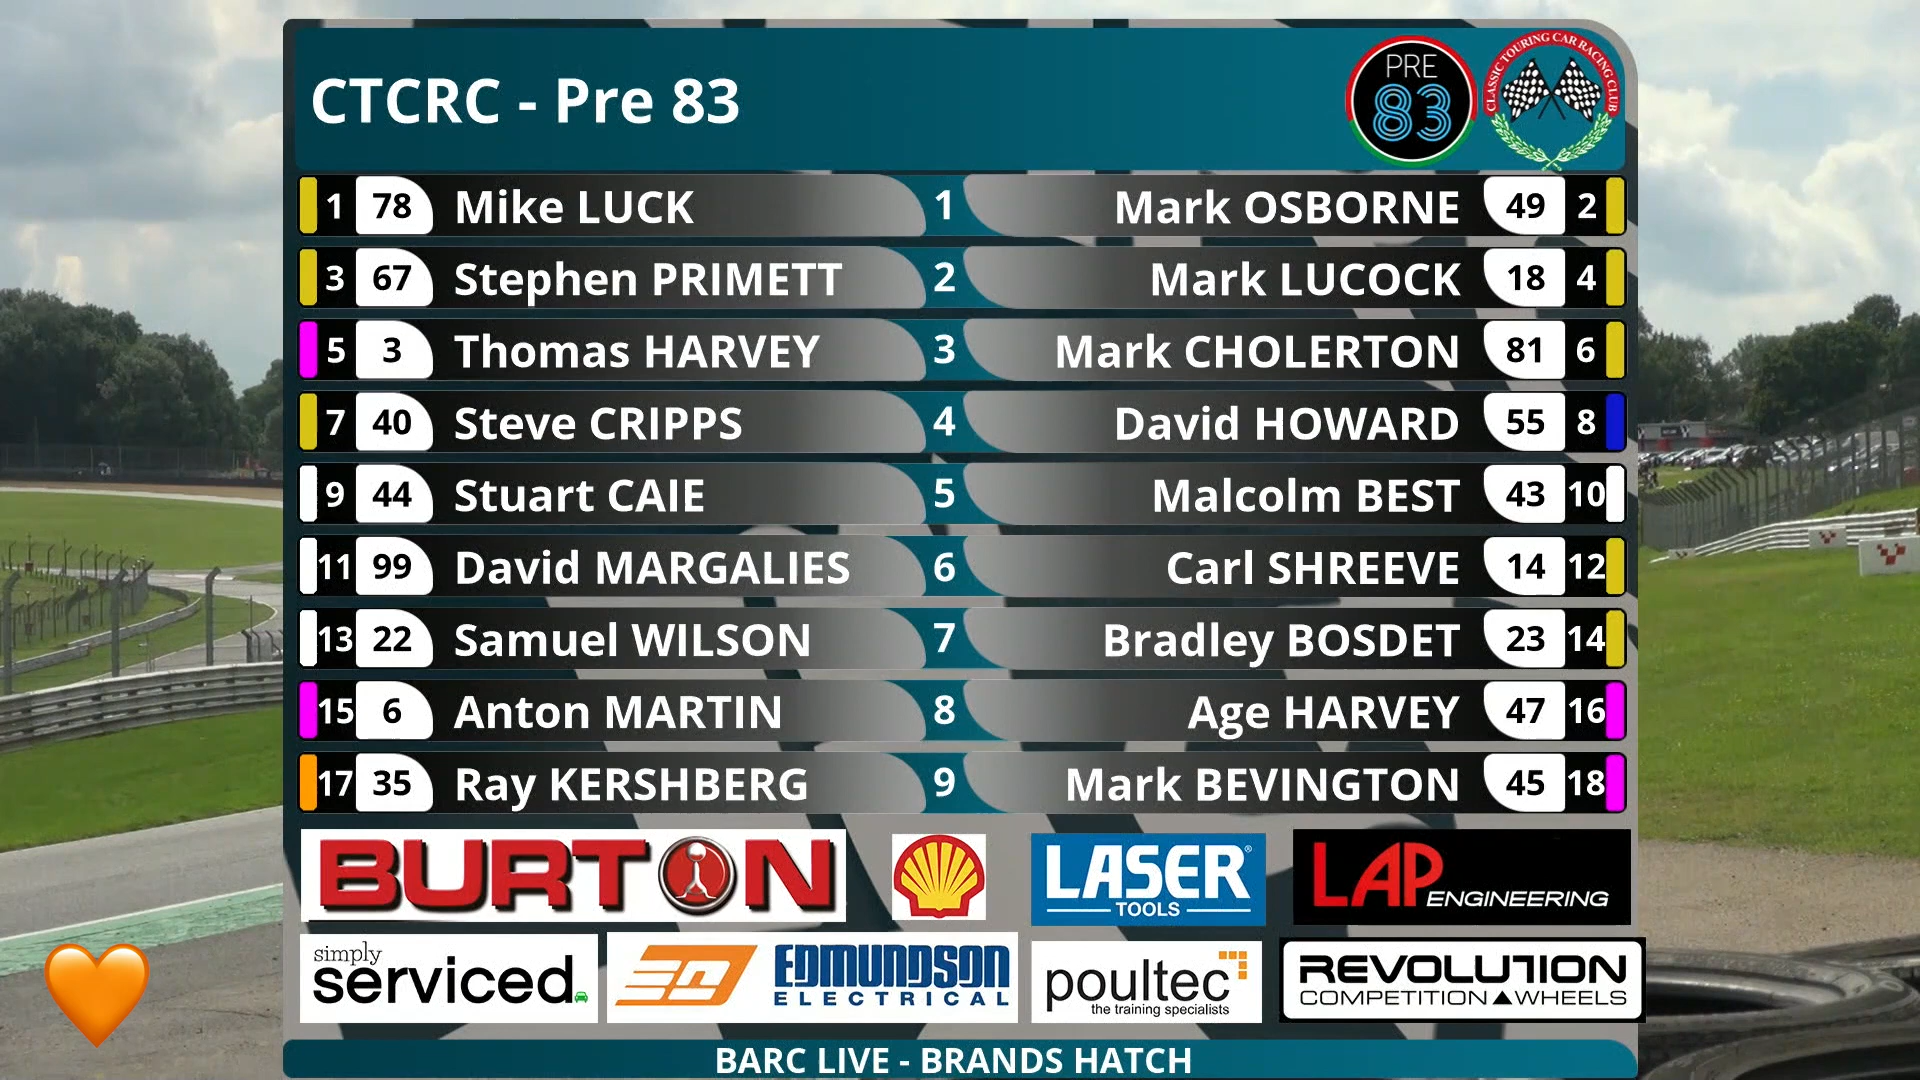 CTCRC - Pre 83
PRE
83
CLASSIC TOURING CAR RACING CLUB
1 78 Mike LUCK 1 Mark OSBORNE 49 2
3 67 Stephen PRIMETT 2 Mark LUCOCK 18 4
5 3 Thomas HARVEY 3 Mark CHOLERTON 81 6
7 40 Steve CRIPPS 4 David HOWARD 55 8
9 44 Stuart CAIE 5 Malcolm BEST 43 10
11 99 David MARGALIES 6 Carl SHREEVE 14 12
13 22 Samuel WILSON 7 Bradley BOSDET 23 14
15 6 Anton MARTIN 8 Age HARVEY 47 16
17 35 Ray KERSHBERG 9 Mark BEVINGTON 45 18
BURTON
LASER®
TOOLS
LAP ENGINEERING
simply
serviced.
EDMUNDSON
ELECTRICAL
poultec
the training specialists
REVOLUTION
COMPETITION WHEELS
BARC LIVE - BRANDS HATCH